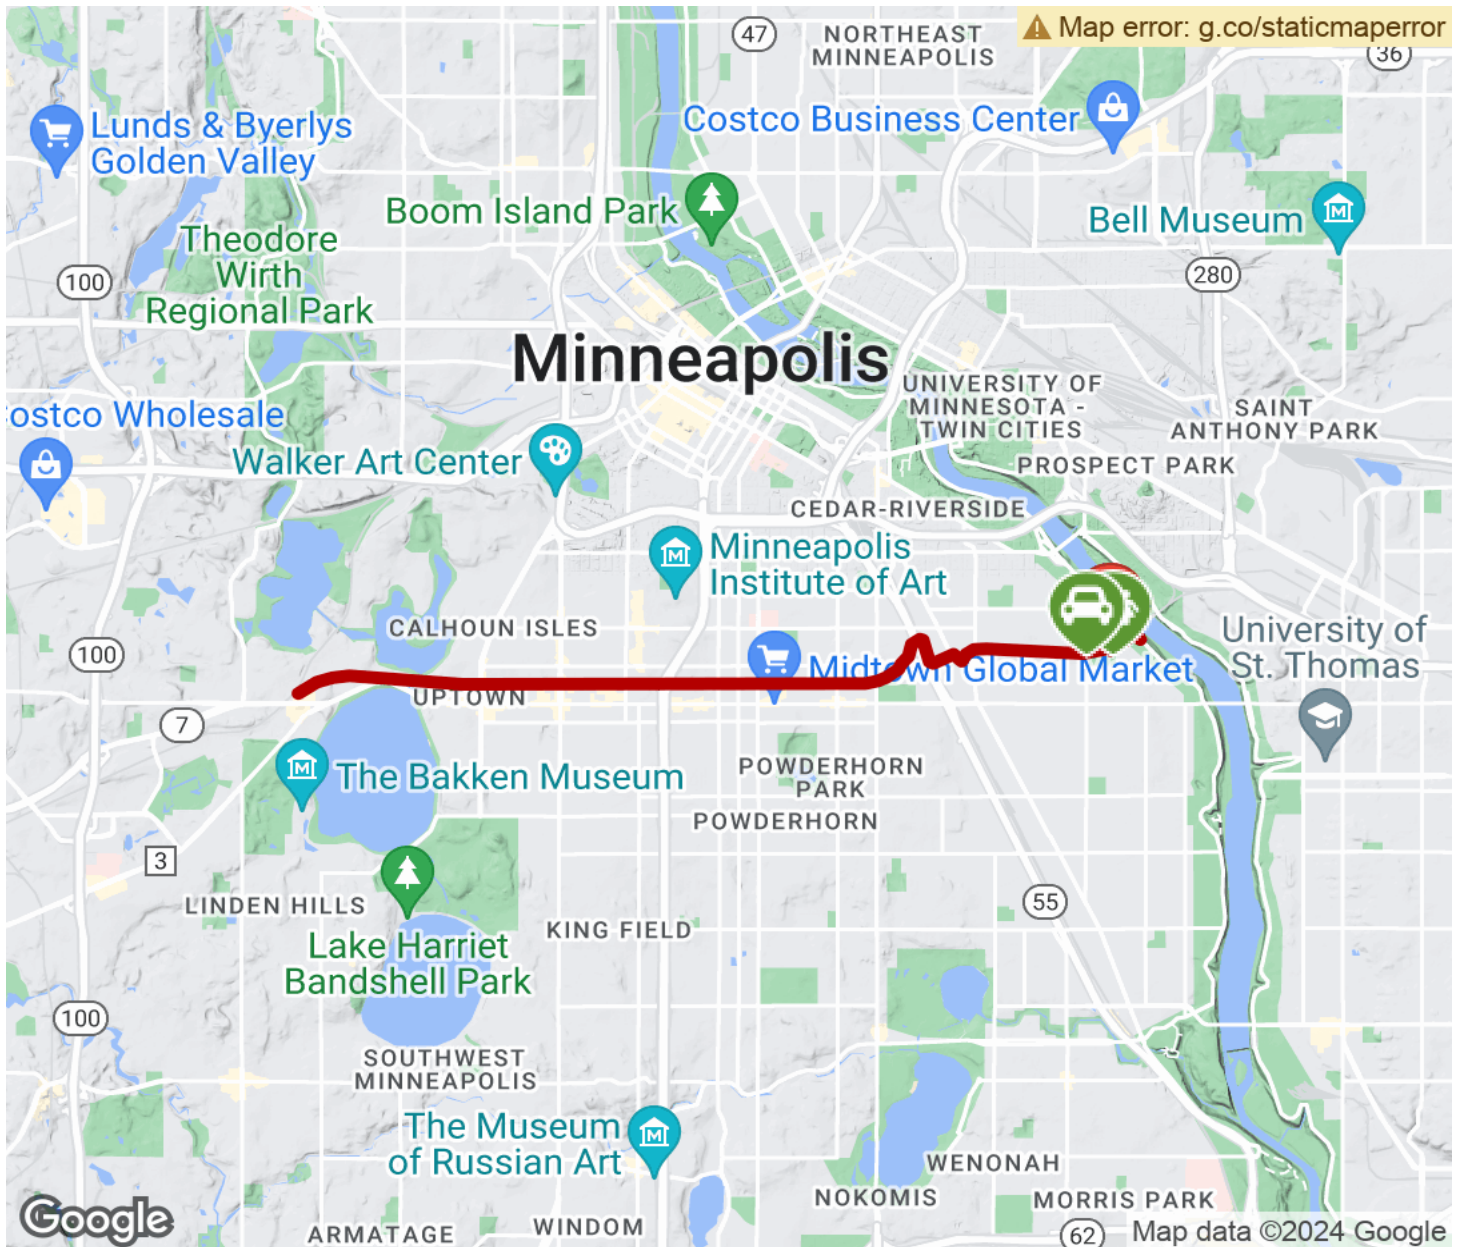 Map error: g.co/staticmaperror
47
NORTHEAST
MINNEAPOLIS
36
Costco Business Center
Lunds & Byerlys
Golden Valley
Boom Island Park
Bell Museum
Theodore
Wirth
Regional Park
100
280
Minneapolis
UNIVERSITY OF
MINNESOTA -
TWIN CITIES
SAINT
ANTHONY PARK
ostco Wholesale
Walker Art Center
PROSPECT PARK
CEDAR-RIVERSIDE
Minneapolis
Institute of Art
CALHOUN ISLES
University of
St. Thomas
100
Midtown Global Market
UPTOWN
7
The Bakken Museum
POWDERHORN
PARK
POWDERHORN
3
LINDEN HILLS
55
KING FIELD
Lake Harriet
Bandshell Park
100
SOUTHWEST
MINNEAPOLIS
The Museum
of Russian Art
WENONAH
NOKOMIS
MORRIS PARK
Google
ARMATAGE
WINDOM
62
Map data ©2024 Google